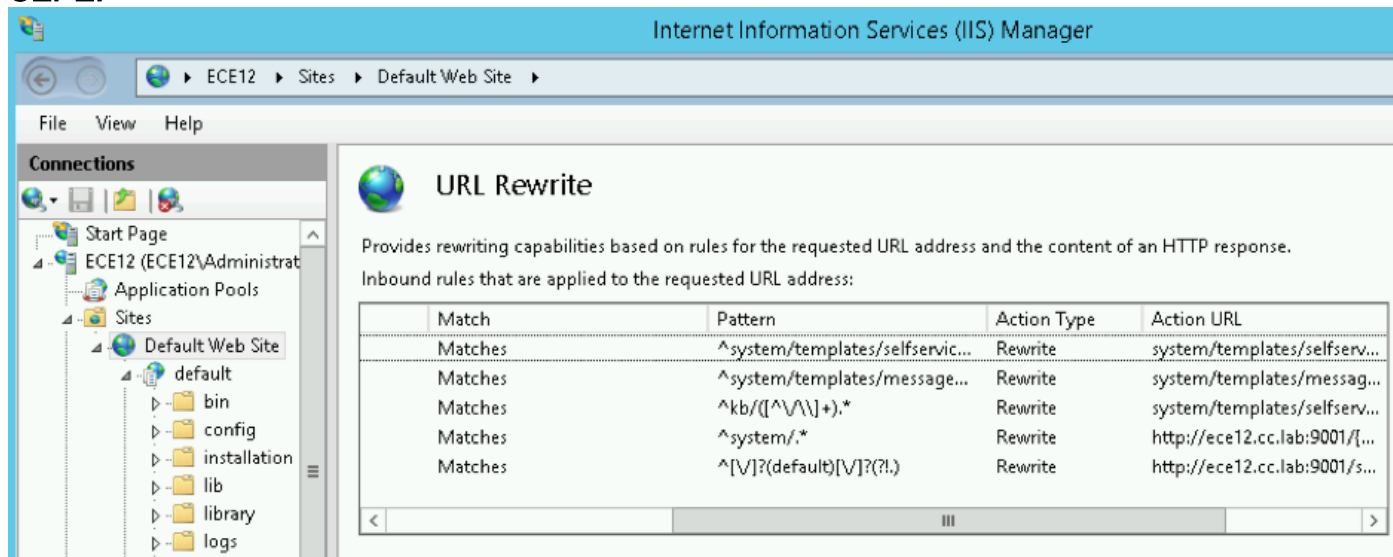 Internet Information Services (IIS) Manager
ECE12 ▸ Sites ▸ Default Web Site ▸
File View Help
Connections
URL Rewrite
Start Page
ECE12 (ECE12\Administrat
Application Pools
Sites
Default Web Site
default
bin
config
installation
lib
library
logs
Provides rewriting capabilities based on rules for the requested URL address and the content of an HTTP response.
Inbound rules that are applied to the requested URL address:
Match Pattern Action Type Action URL
Matches ^system/templates/selfservic... Rewrite system/templates/selfserv...
Matches ^system/templates/message... Rewrite system/templates/messag...
Matches ^kb/([^\/\\]+).* Rewrite system/templates/selfserv...
Matches ^system/.* Rewrite http://ece12.cc.lab:9001/{...
Matches ^[\/]?(default)[\/]?(?!.) Rewrite http://ece12.cc.lab:9001/s...